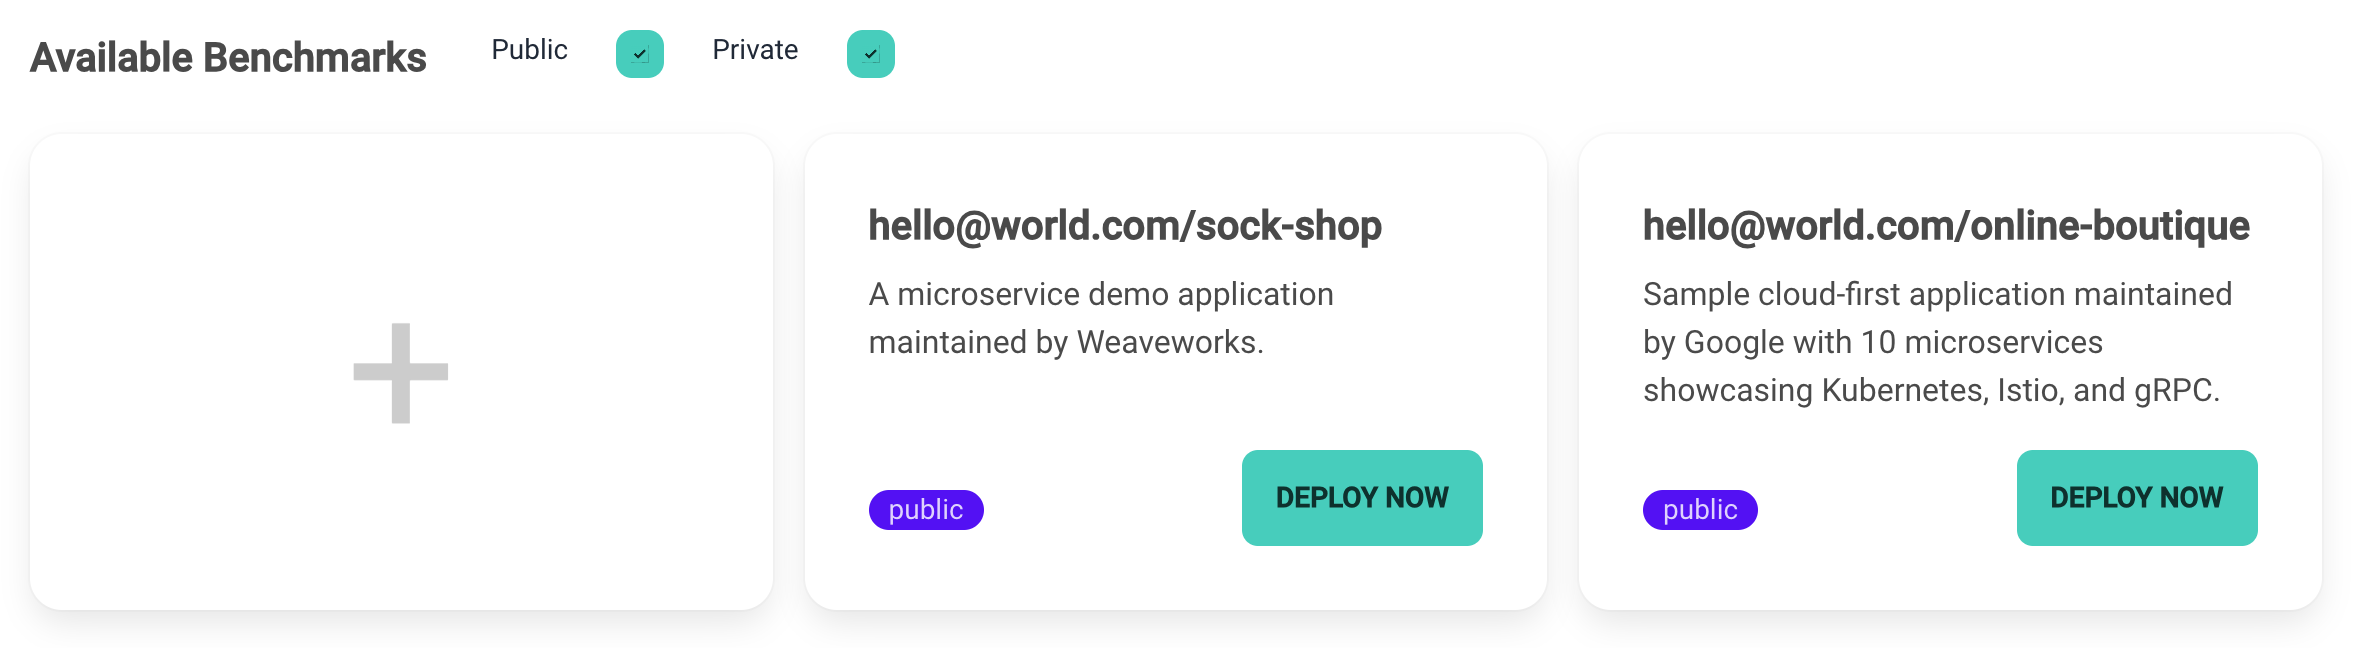 Available Benchmarks Public Private
hello@world.com/sock-shop
A microservice demo application
maintained by Weaveworks.
public
DEPLOY NOW
hello@world.com/online-boutique
Sample cloud-first application maintained
by Google with 10 microservices
showcasing Kubernetes, Istio, and gRPC.
public
DEPLOY NOW